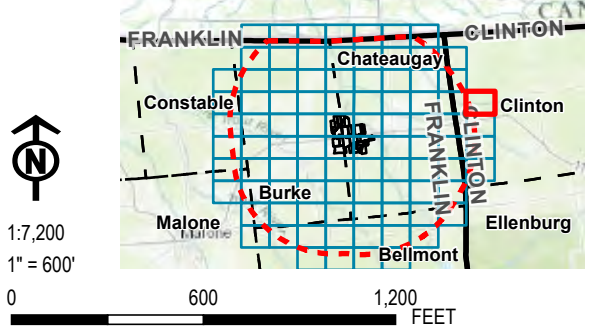 FRANKLIN
CLINTON
Chateaugay
Constable
Clinton
FRANKLIN
CLINTON
N
Burke
1:7,200
Malone
Malone
Ellenburg
1" = 600'
Bellmont
0 600 1,200
FEET